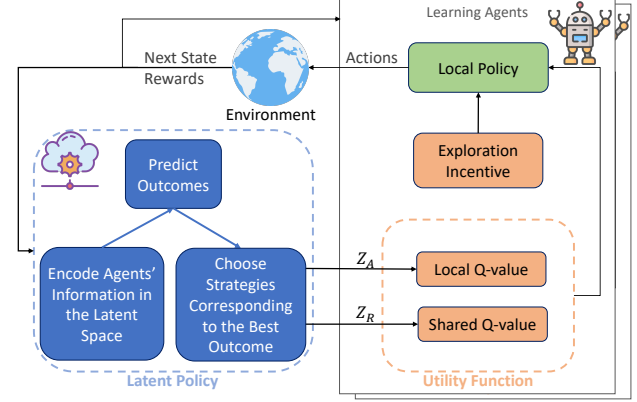 Learning Agents
Next State
Rewards
Actions
Local Policy
Environment
Exploration
Incentive
Predict
Outcomes
Encode Agents'
Information in
the Latent
Space
Choose
Strategies
Corresponding
to the Best
Outcome
Z_A
Local Q-value
Z_R
Shared Q-value
Latent Policy
Utility Function